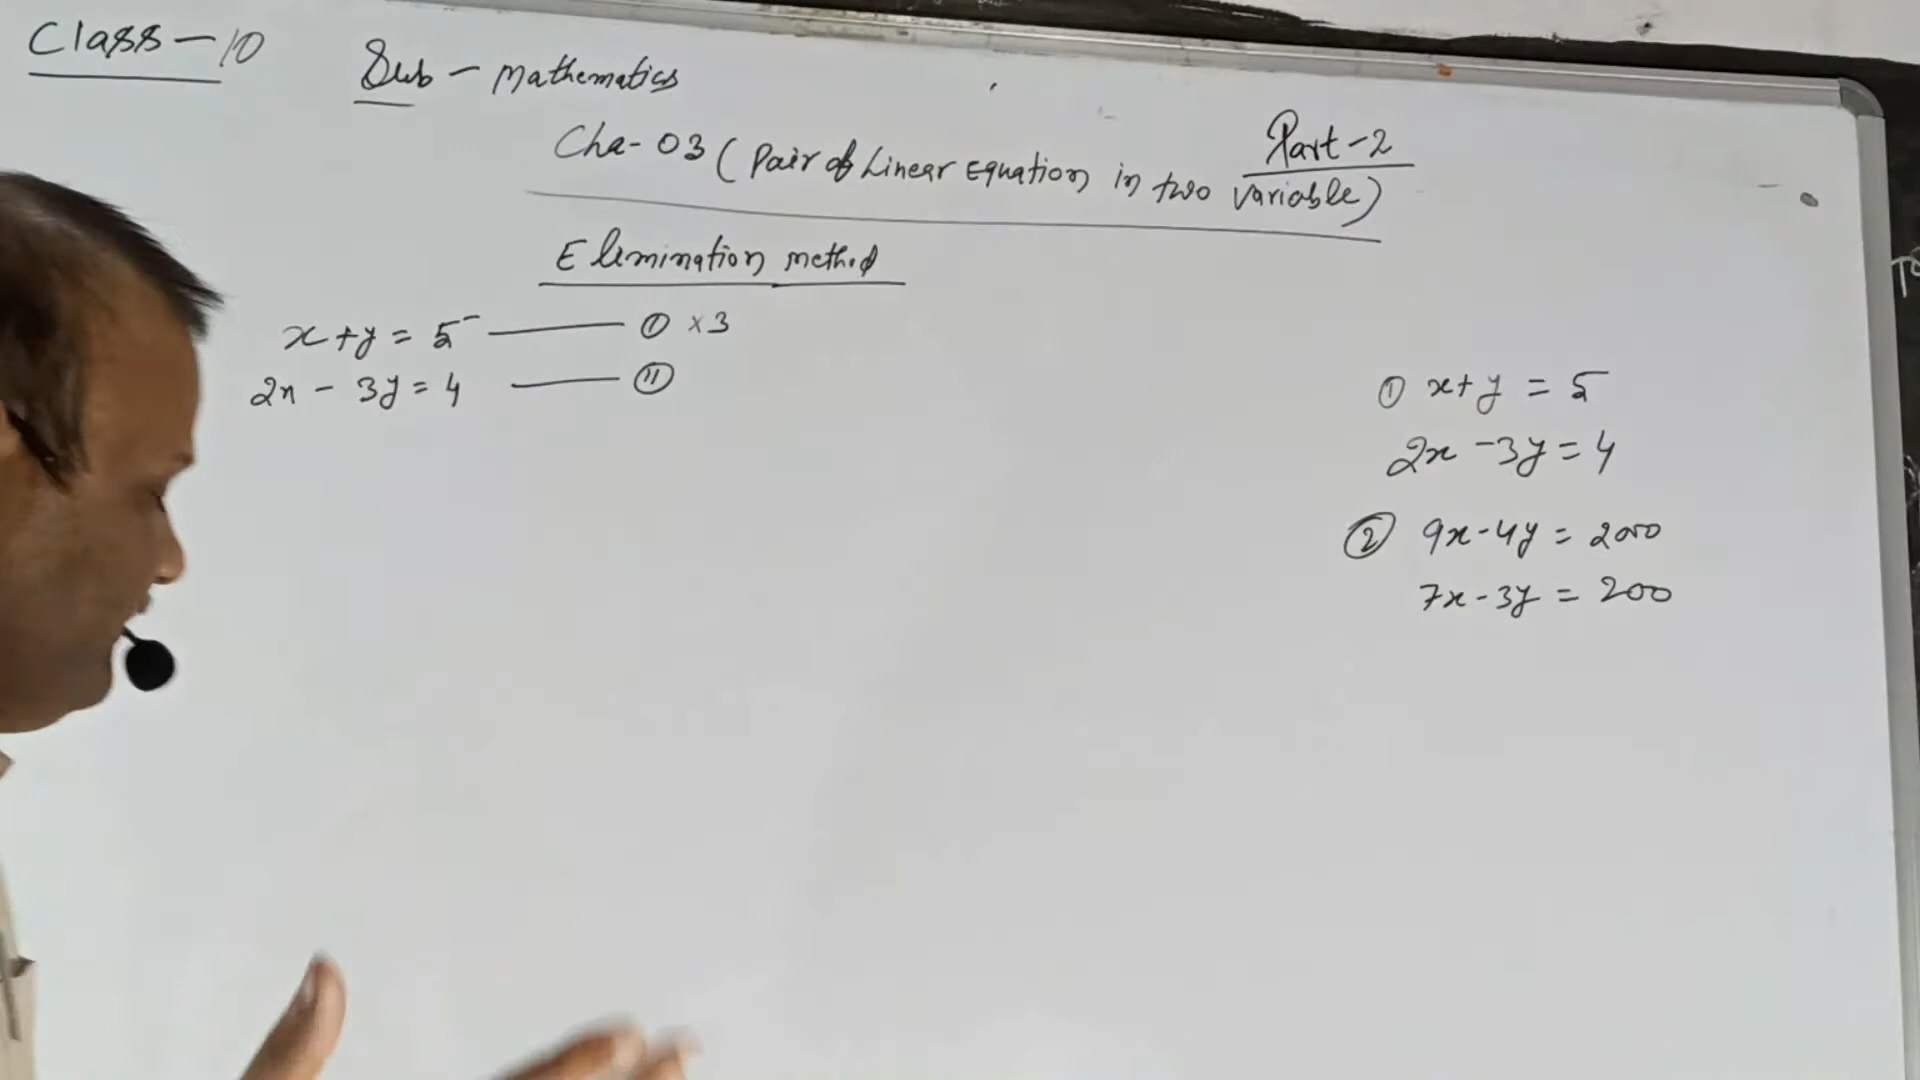 Class - 10
Sub - Mathematics
Part-2
Cha-03 (Pair of Linear Equation in two variable)
Elemination method
x + y = 5 ① ×3
2x - 3y = 4 ⑪
① x + y = 5
2x - 3y = 4
② 9x - 4y = 2000
7x - 3y = 200